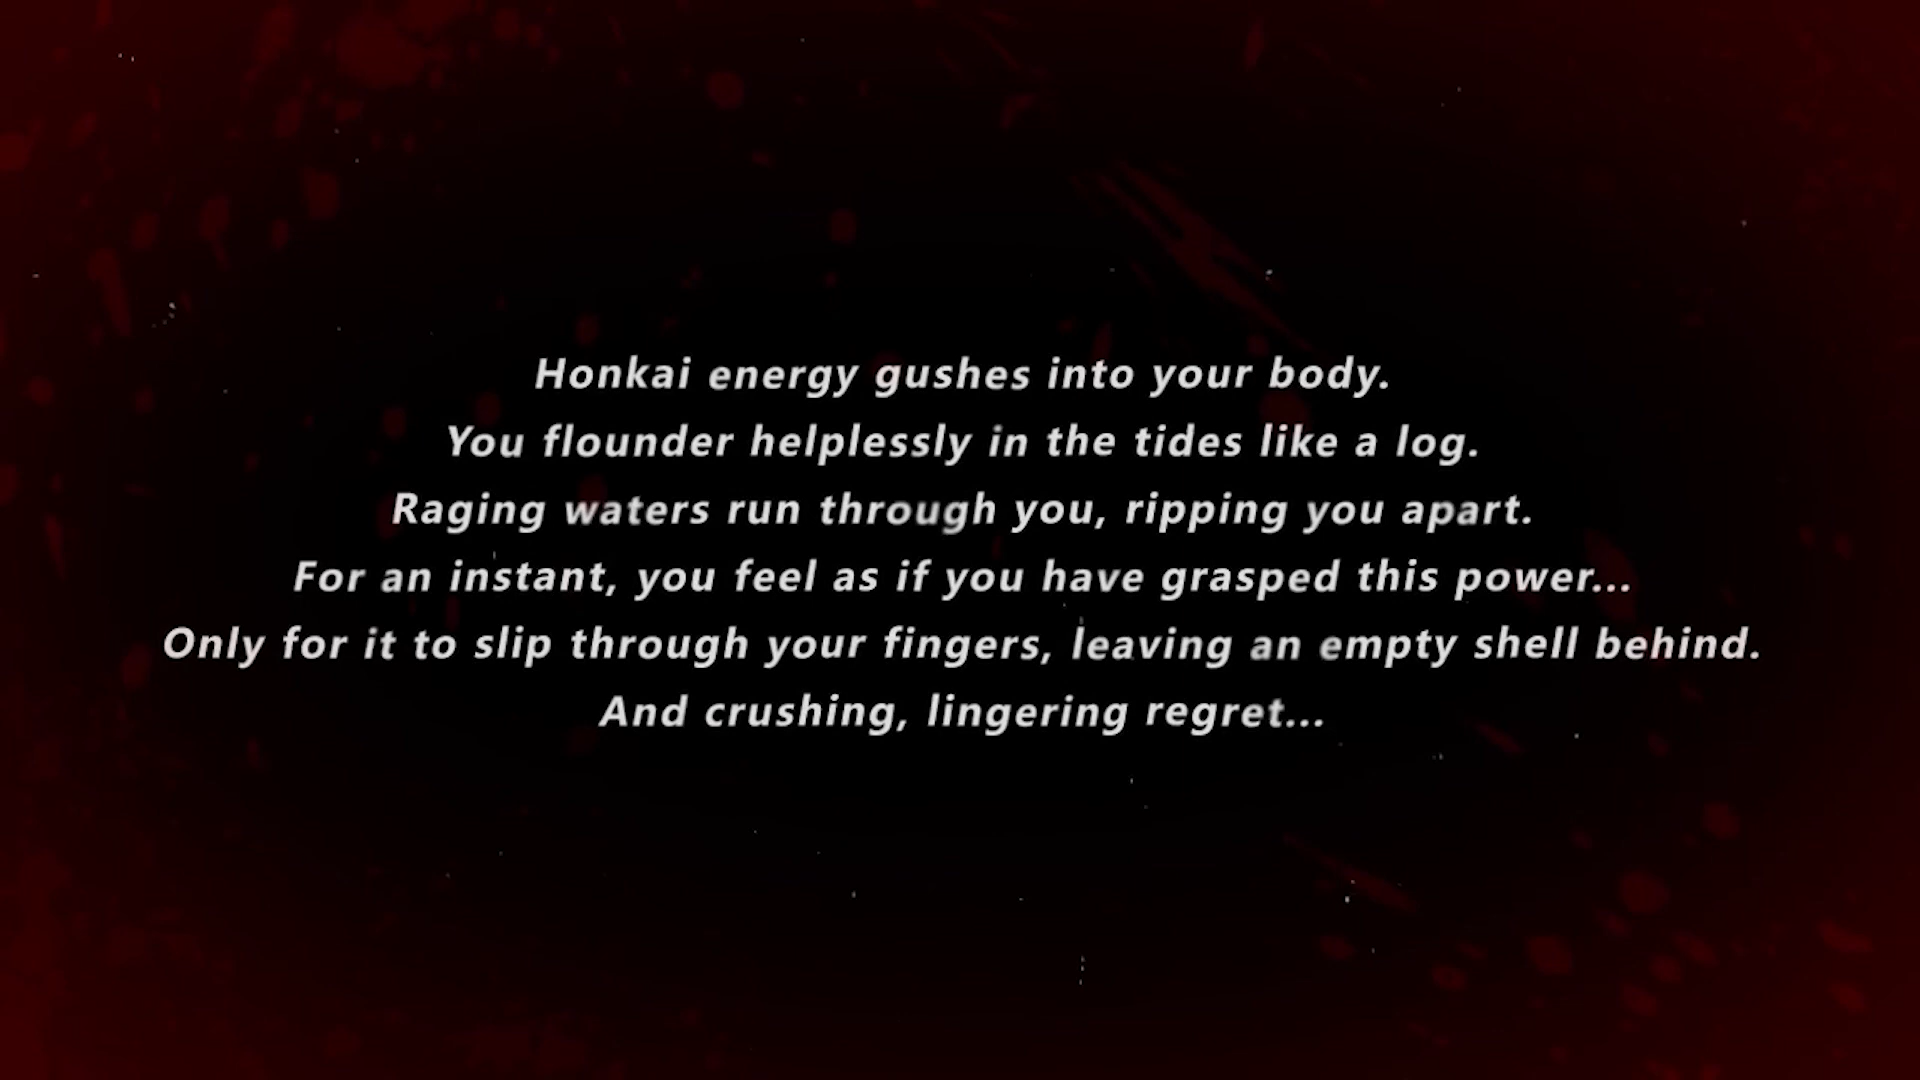 Honkai energy gushes into your body.
You flounder helplessly in the tides like a log.
Raging waters run through you, ripping you apart.
For an instant, you feel as if you have grasped this power...
Only for it to slip through your fingers, leaving an empty shell behind.
And crushing, lingering regret...